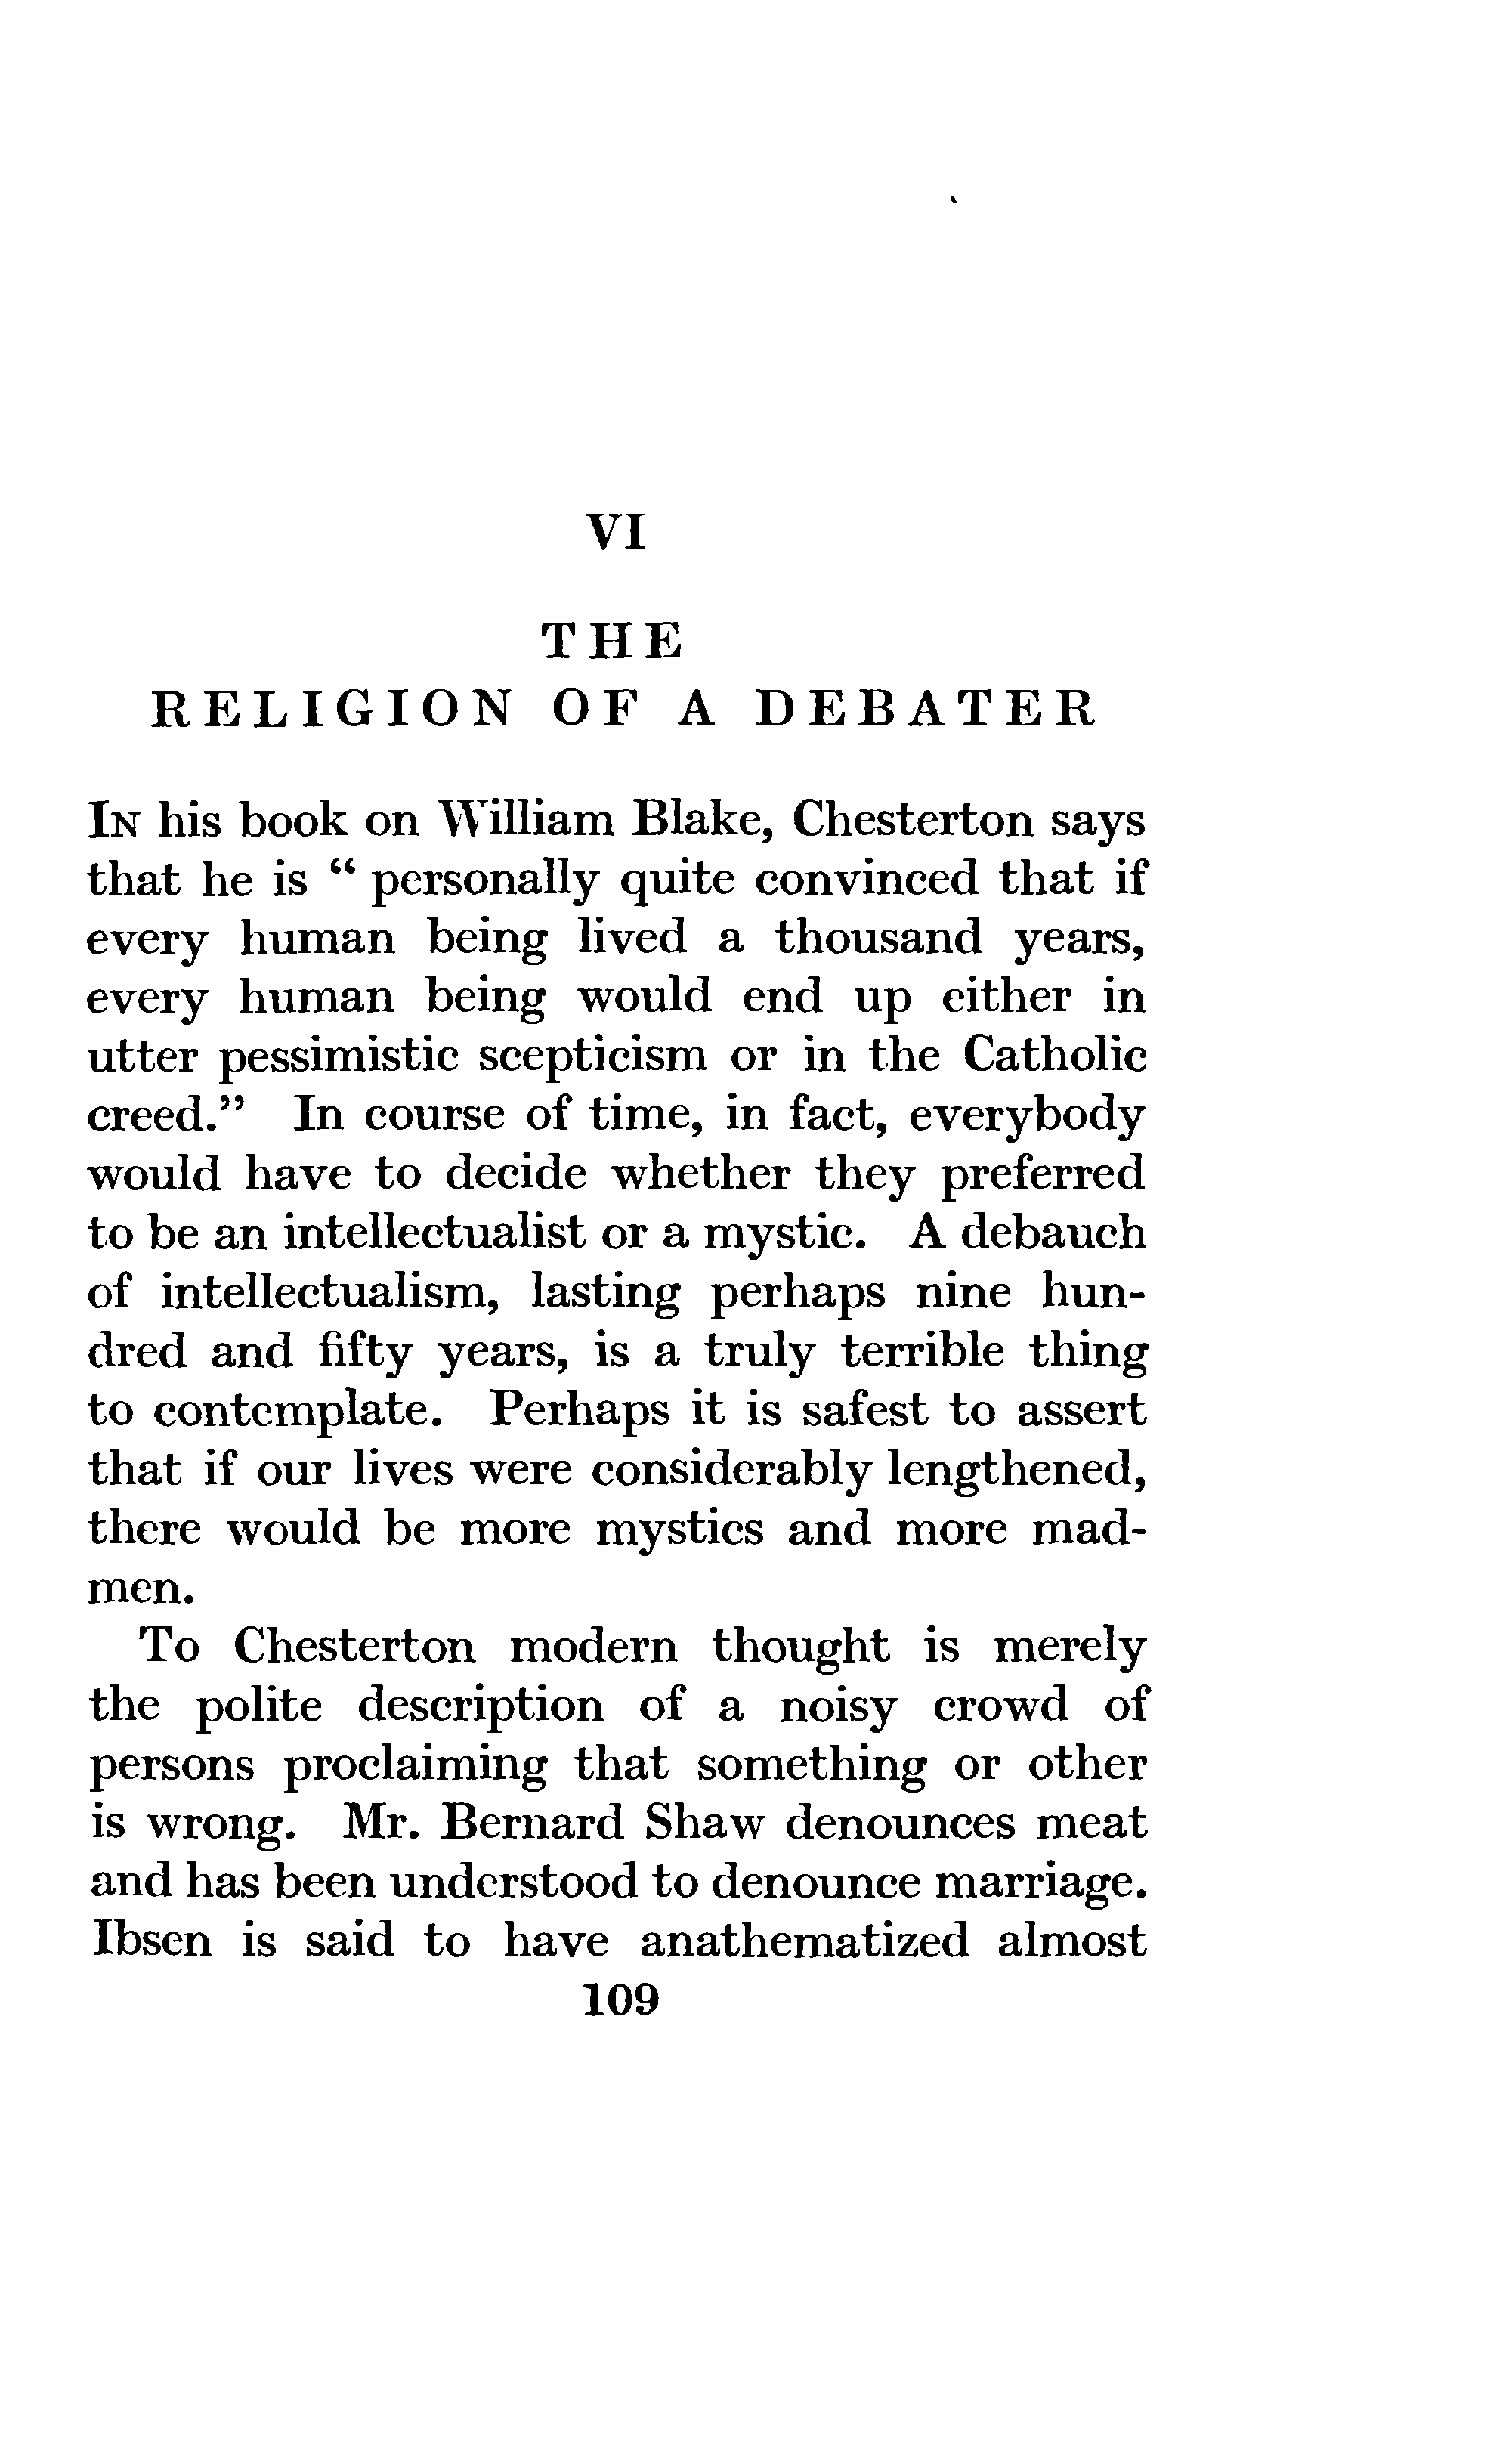 VI
THE
RELIGION OF A DEBATER
IN his book on William Blake, Chesterton says
that he is “ personally quite convinced that if
every human being lived a thousand years,
every human being would end up either in
utter pessimistic scepticism or in the Catholic
creed.” In course of time, in fact, everybody
would have to decide whether they preferred
to be an intellectualist or a mystic. A debauch
of intellectualism, lasting perhaps nine hun-
dred and fifty years, is a truly terrible thing
to contemplate. Perhaps it is safest to assert
that if our lives were considerably lengthened,
there would be more mystics and more mad-
men.
To Chesterton modern thought is merely
the polite description of a noisy crowd of
persons proclaiming that something or other
is wrong. Mr. Bernard Shaw denounces meat
and has been understood to denounce marriage.
Ibsen is said to have anathematized almost
109